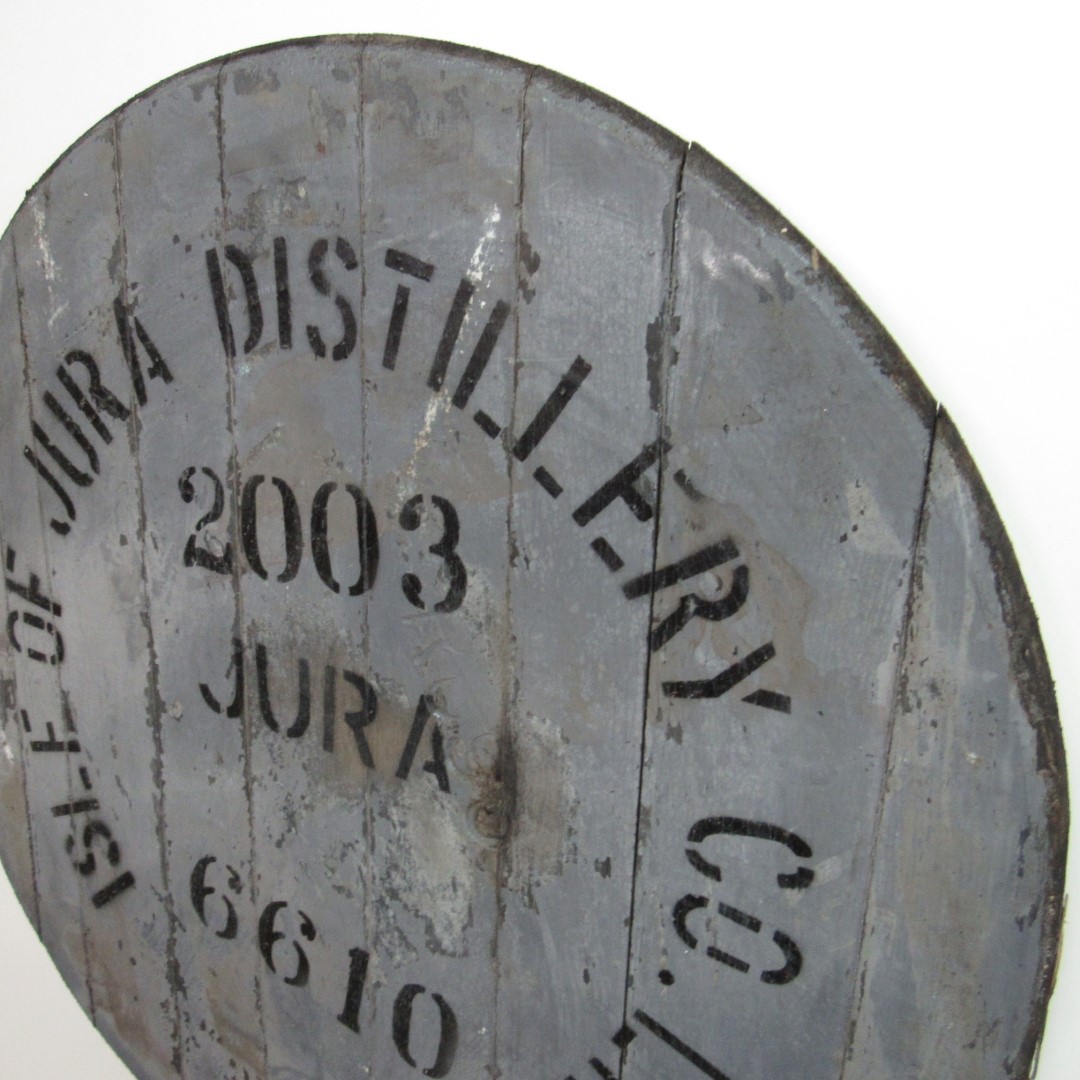 ISLE OF JURA DISTILLERY CO.
2003
JURA
6610